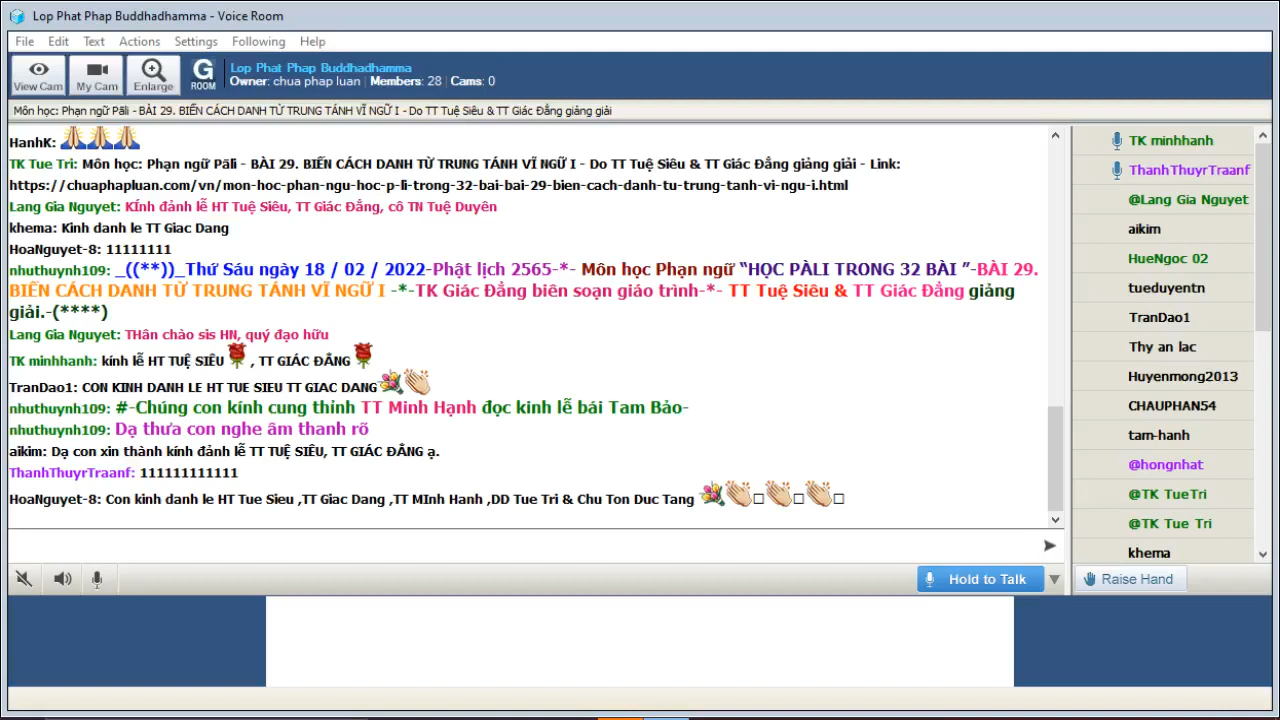 Lop Phat Phap Buddhadhamma - Voice Room
File Edit Text Actions Settings Following Help
View Cam My Cam Enlarge G ROOM
Lop Phat Phap Buddhadhamma
Owner: chua phap luan | Members: 28 | Cams: 0
Môn học: Phạn ngữ Pāli - BÀI 29. BIẾN CÁCH DANH TỪ TRUNG TÁNH VĨ NGỮ I - Do TT Tuệ Siêu & TT Giác Đẳng giảng giải
HanhK: 🙏🙏🙏
TK Tue Tri: Môn học: Phạn ngữ Pāli - BÀI 29. BIẾN CÁCH DANH TỪ TRUNG TÁNH VĨ NGỮ I - Do TT Tuệ Siêu & TT Giác Đẳng giảng giải - Link:
https://chuaphapluan.com/vn/mon-hoc-phan-ngu-hoc-p-li-trong-32-bai-bai-29-bien-cach-danh-tu-trung-tanh-vi-ngu-i.html
Lang Gia Nguyet: KÍnh đảnh lễ HT Tuệ Siêu, TT Giác Đẳng, cô TN Tuệ Duyên
khema: Kinh danh le TT Giac Dang
HoaNguyet-8: 11111111
nhuthuynh109: _((**))_Thứ Sáu ngày 18 / 02 / 2022-Phật lịch 2565-*- Môn học Phạn ngữ “HỌC PÀLI TRONG 32 BÀI ”-BÀI 29.
BIẾN CÁCH DANH TỪ TRUNG TÁNH VĨ NGỮ I -*-TK Giác Đẳng biên soạn giáo trình-*- TT Tuệ Siêu & TT Giác Đẳng giảng
giải.-(****)
Lang Gia Nguyet: THân chào sis HN, quý đạo hữu
TK minhhanh: kính lễ HT TUỆ SIÊU 🌹 , TT GIÁC ĐẲNG 🌹
TranDao1: CON KINH DANH LE HT TUE SIEU TT GIAC DANG 💐👏
nhuthuynh109: #-Chúng con kính cung thỉnh TT Minh Hạnh đọc kinh lễ bái Tam Bảo-
nhuthuynh109: Dạ thưa con nghe âm thanh rõ
aikim: Dạ con xin thành kính đảnh lễ TT TUỆ SIÊU, TT GIÁC ĐẲNG ạ.
ThanhThuyrTraanf: 111111111111
HoaNguyet-8: Con kinh danh le HT Tue Sieu ,TT Giac Dang ,TT MInh Hanh ,DD Tue Tri & Chu Ton Duc Tang 💐👏□👏□👏□
Hold to Talk
TK minhhanh
ThanhThuyrTraanf
@Lang Gia Nguyet
aikim
HueNgoc 02
tueduyentn
TranDao1
Thy an lac
Huyenmong2013
CHAUPHAN54
tam-hanh
@hongnhat
@TK TueTri
@TK Tue Tri
khema
Raise Hand